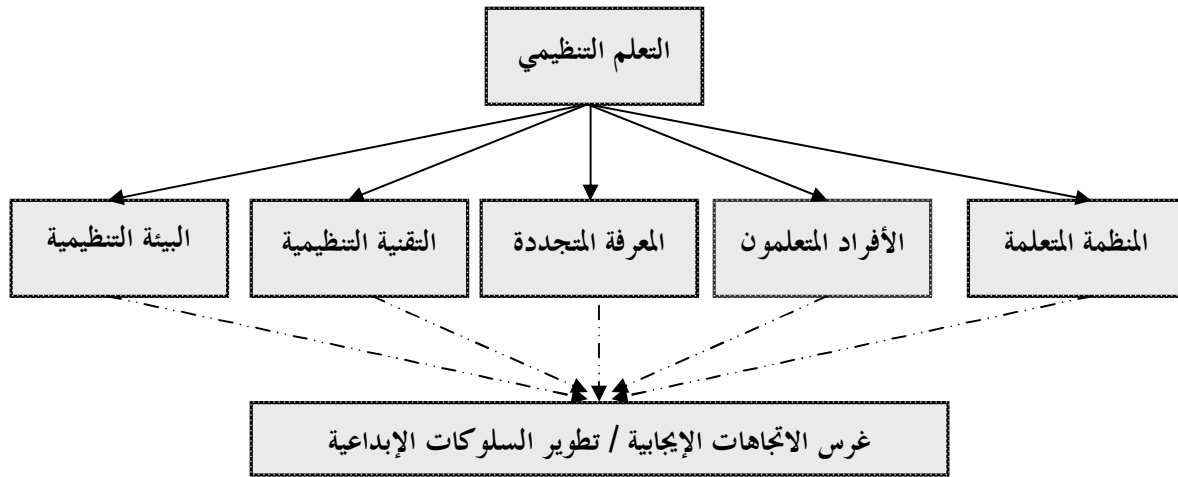 التعلم التنظيمي
المنظمة المتعلمة
الأفراد المتعلمون
المعرفة المتجددة
التقنية التنظيمية
البيئة التنظيمية
غرس الاتجاهات الإيجابية / تطوير السلوكات الإبداعية